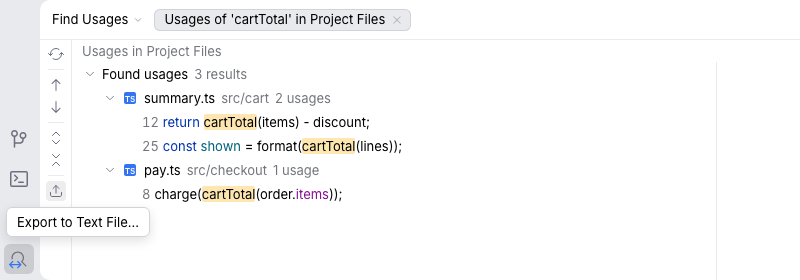 Find Usages
Usages of 'cartTotal' in Project Files
Usages in Project Files
Found usages 3 results
TS summary.ts src/cart 2 usages
12 return cartTotal(items) - discount;
25 const shown = format(cartTotal(lines));
TS pay.ts src/checkout 1 usage
8 charge(cartTotal(order.items));
Export to Text File...